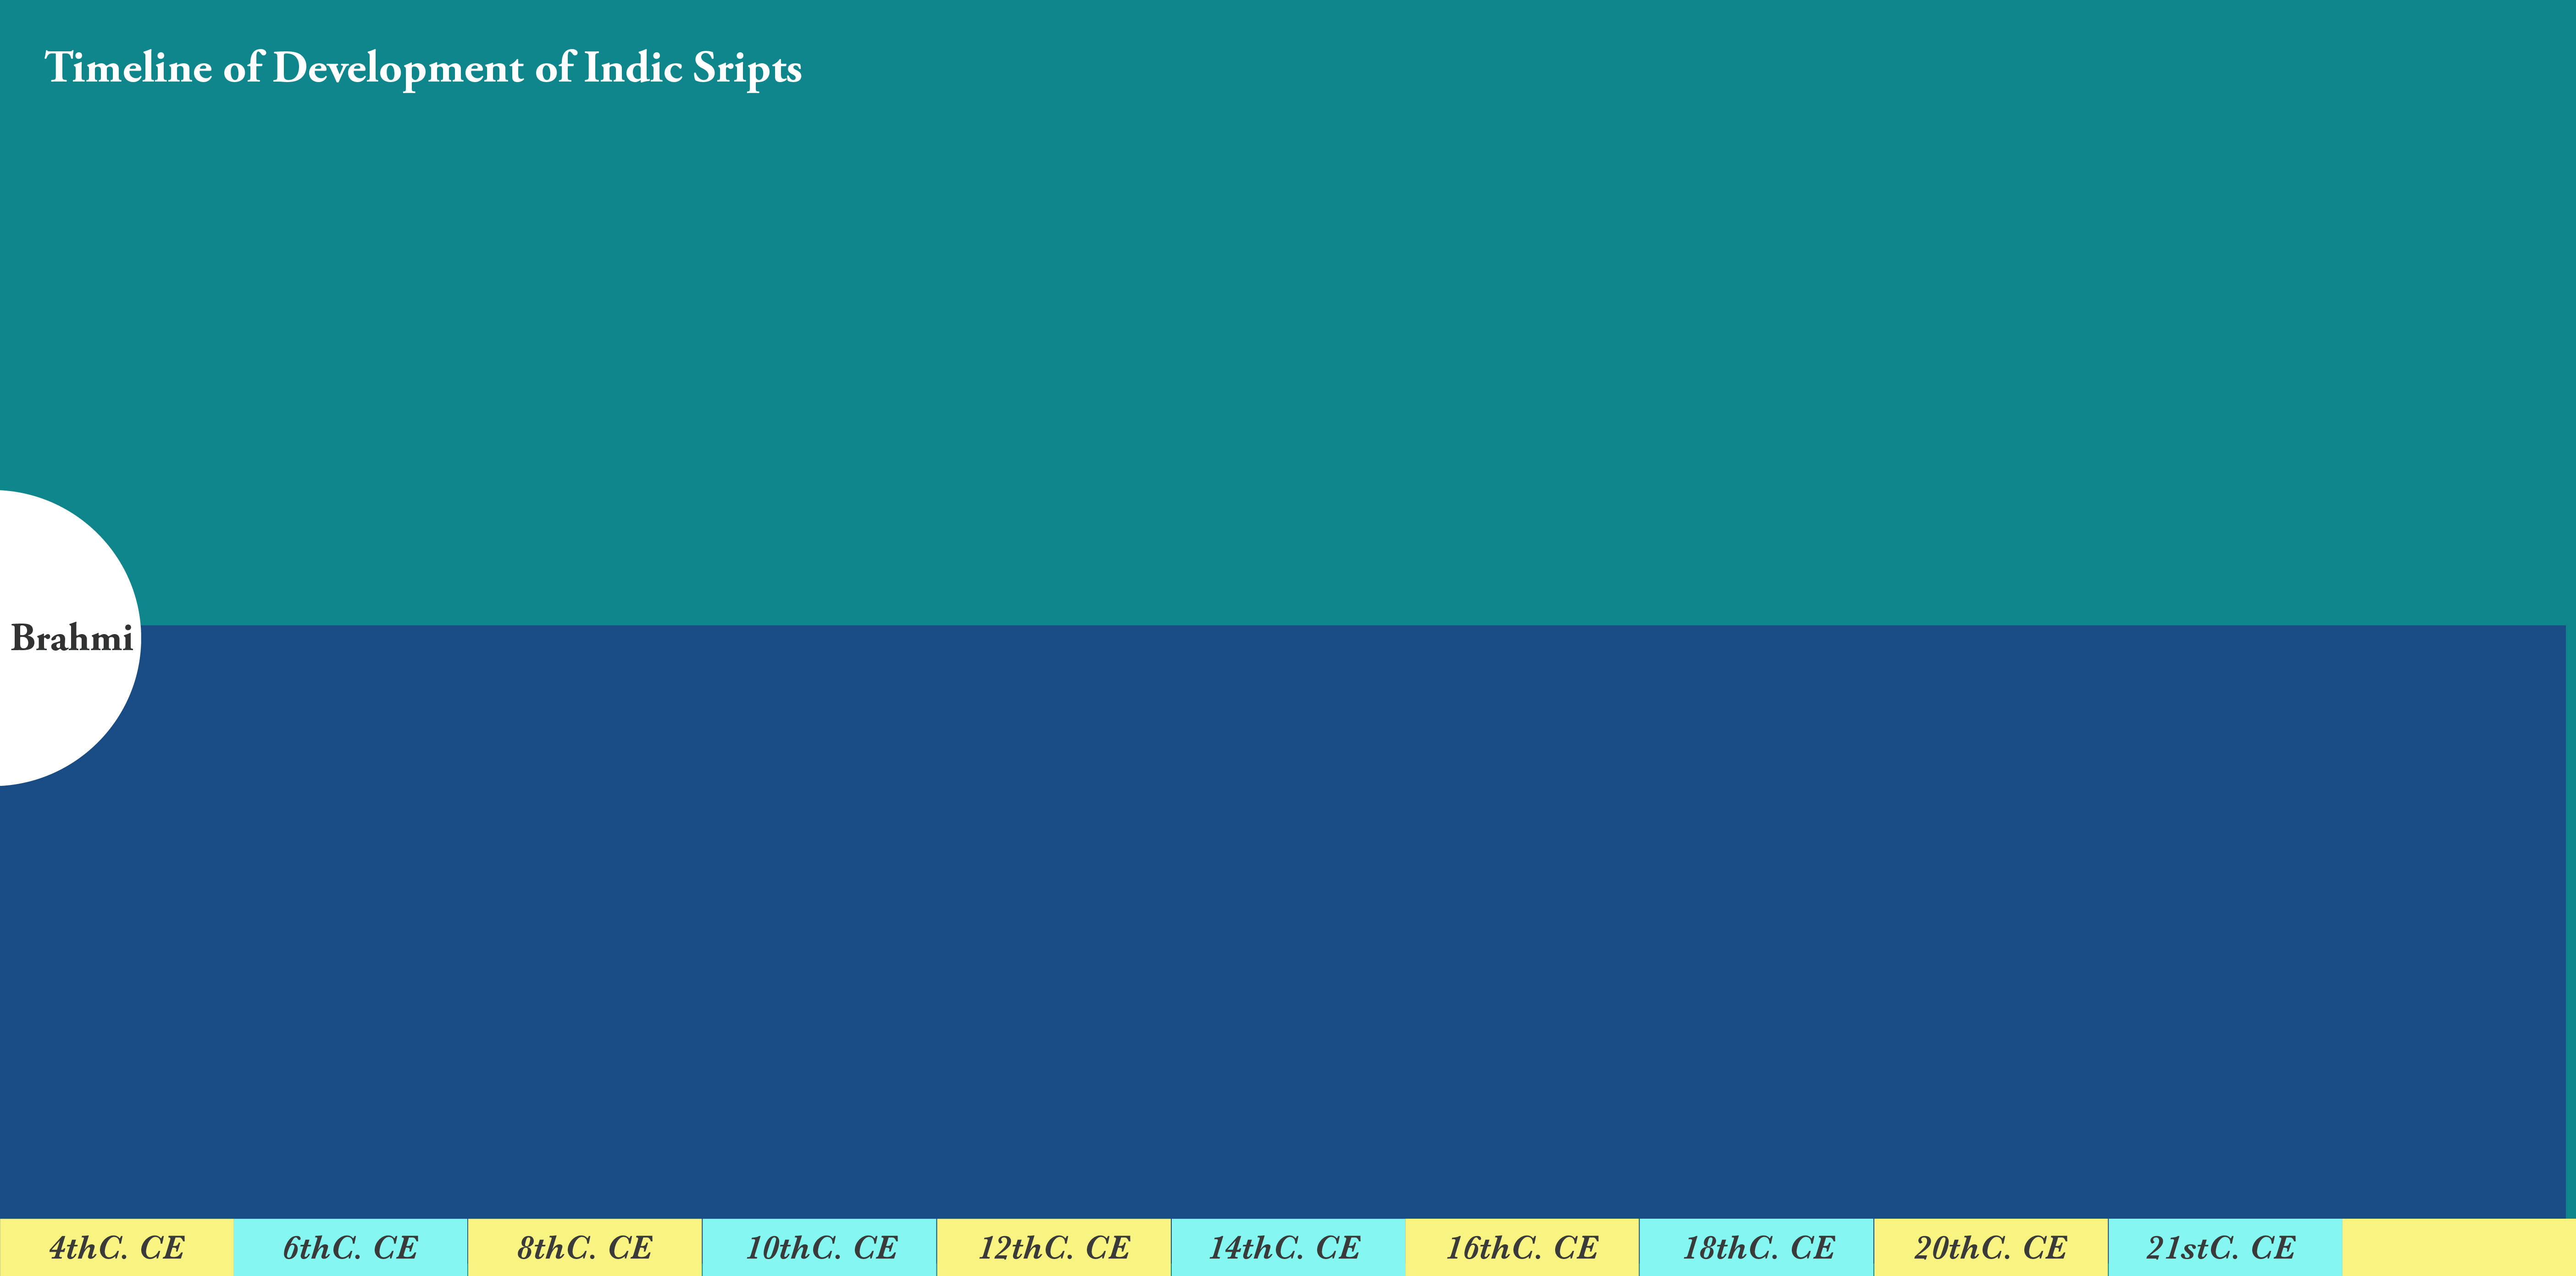 Timeline of Development of Indic Sripts
Brahmi
4thC. CE 6thC. CE 8thC. CE 10thC. CE 12thC. CE 14thC. CE 16thC. CE 18thC. CE 20thC. CE 21stC. CE